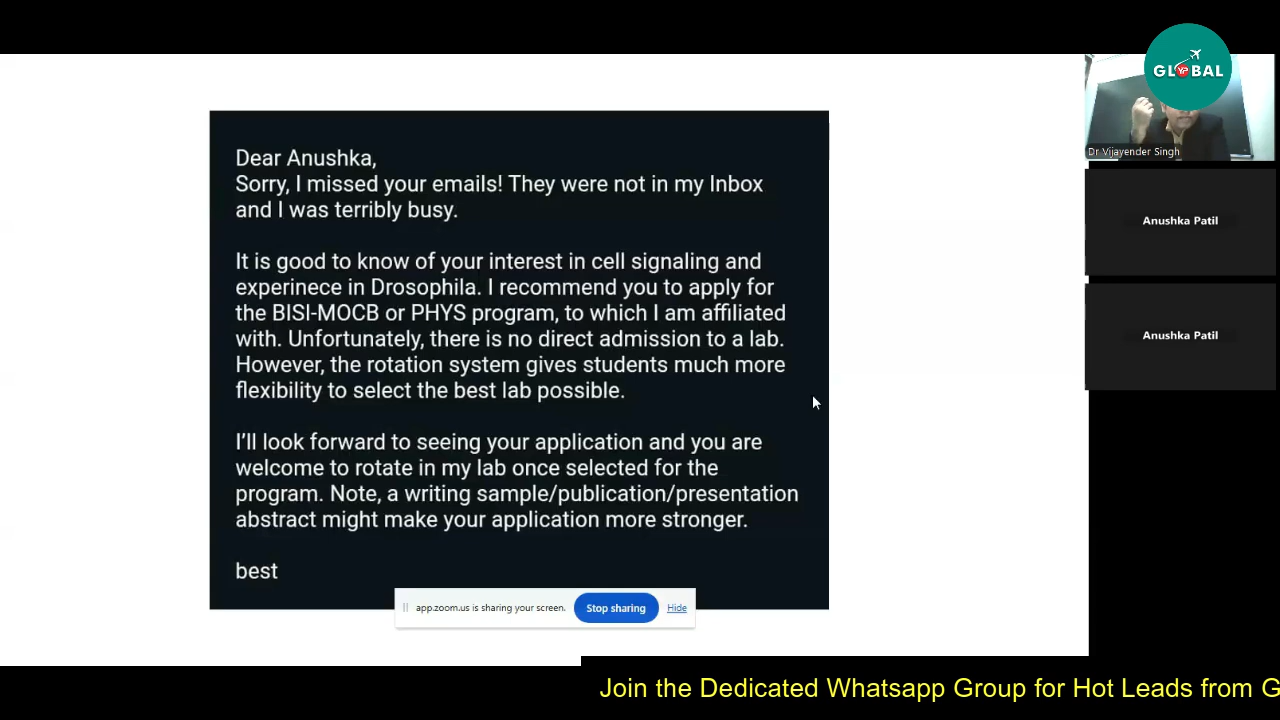 GLOBAL
YP
Dr Vijayender Singh
Anushka Patil
Anushka Patil
Dear Anushka,
Sorry, I missed your emails! They were not in my Inbox
and I was terribly busy.
It is good to know of your interest in cell signaling and
experinece in Drosophila. I recommend you to apply for
the BISI-MOCB or PHYS program, to which I am affiliated
with. Unfortunately, there is no direct admission to a lab.
However, the rotation system gives students much more
flexibility to select the best lab possible.
I'll look forward to seeing your application and you are
welcome to rotate in my lab once selected for the
program. Note, a writing sample/publication/presentation
abstract might make your application more stronger.
best
app.zoom.us is sharing your screen.
Stop sharing
Hide
Join the Dedicated Whatsapp Group for Hot Leads from G